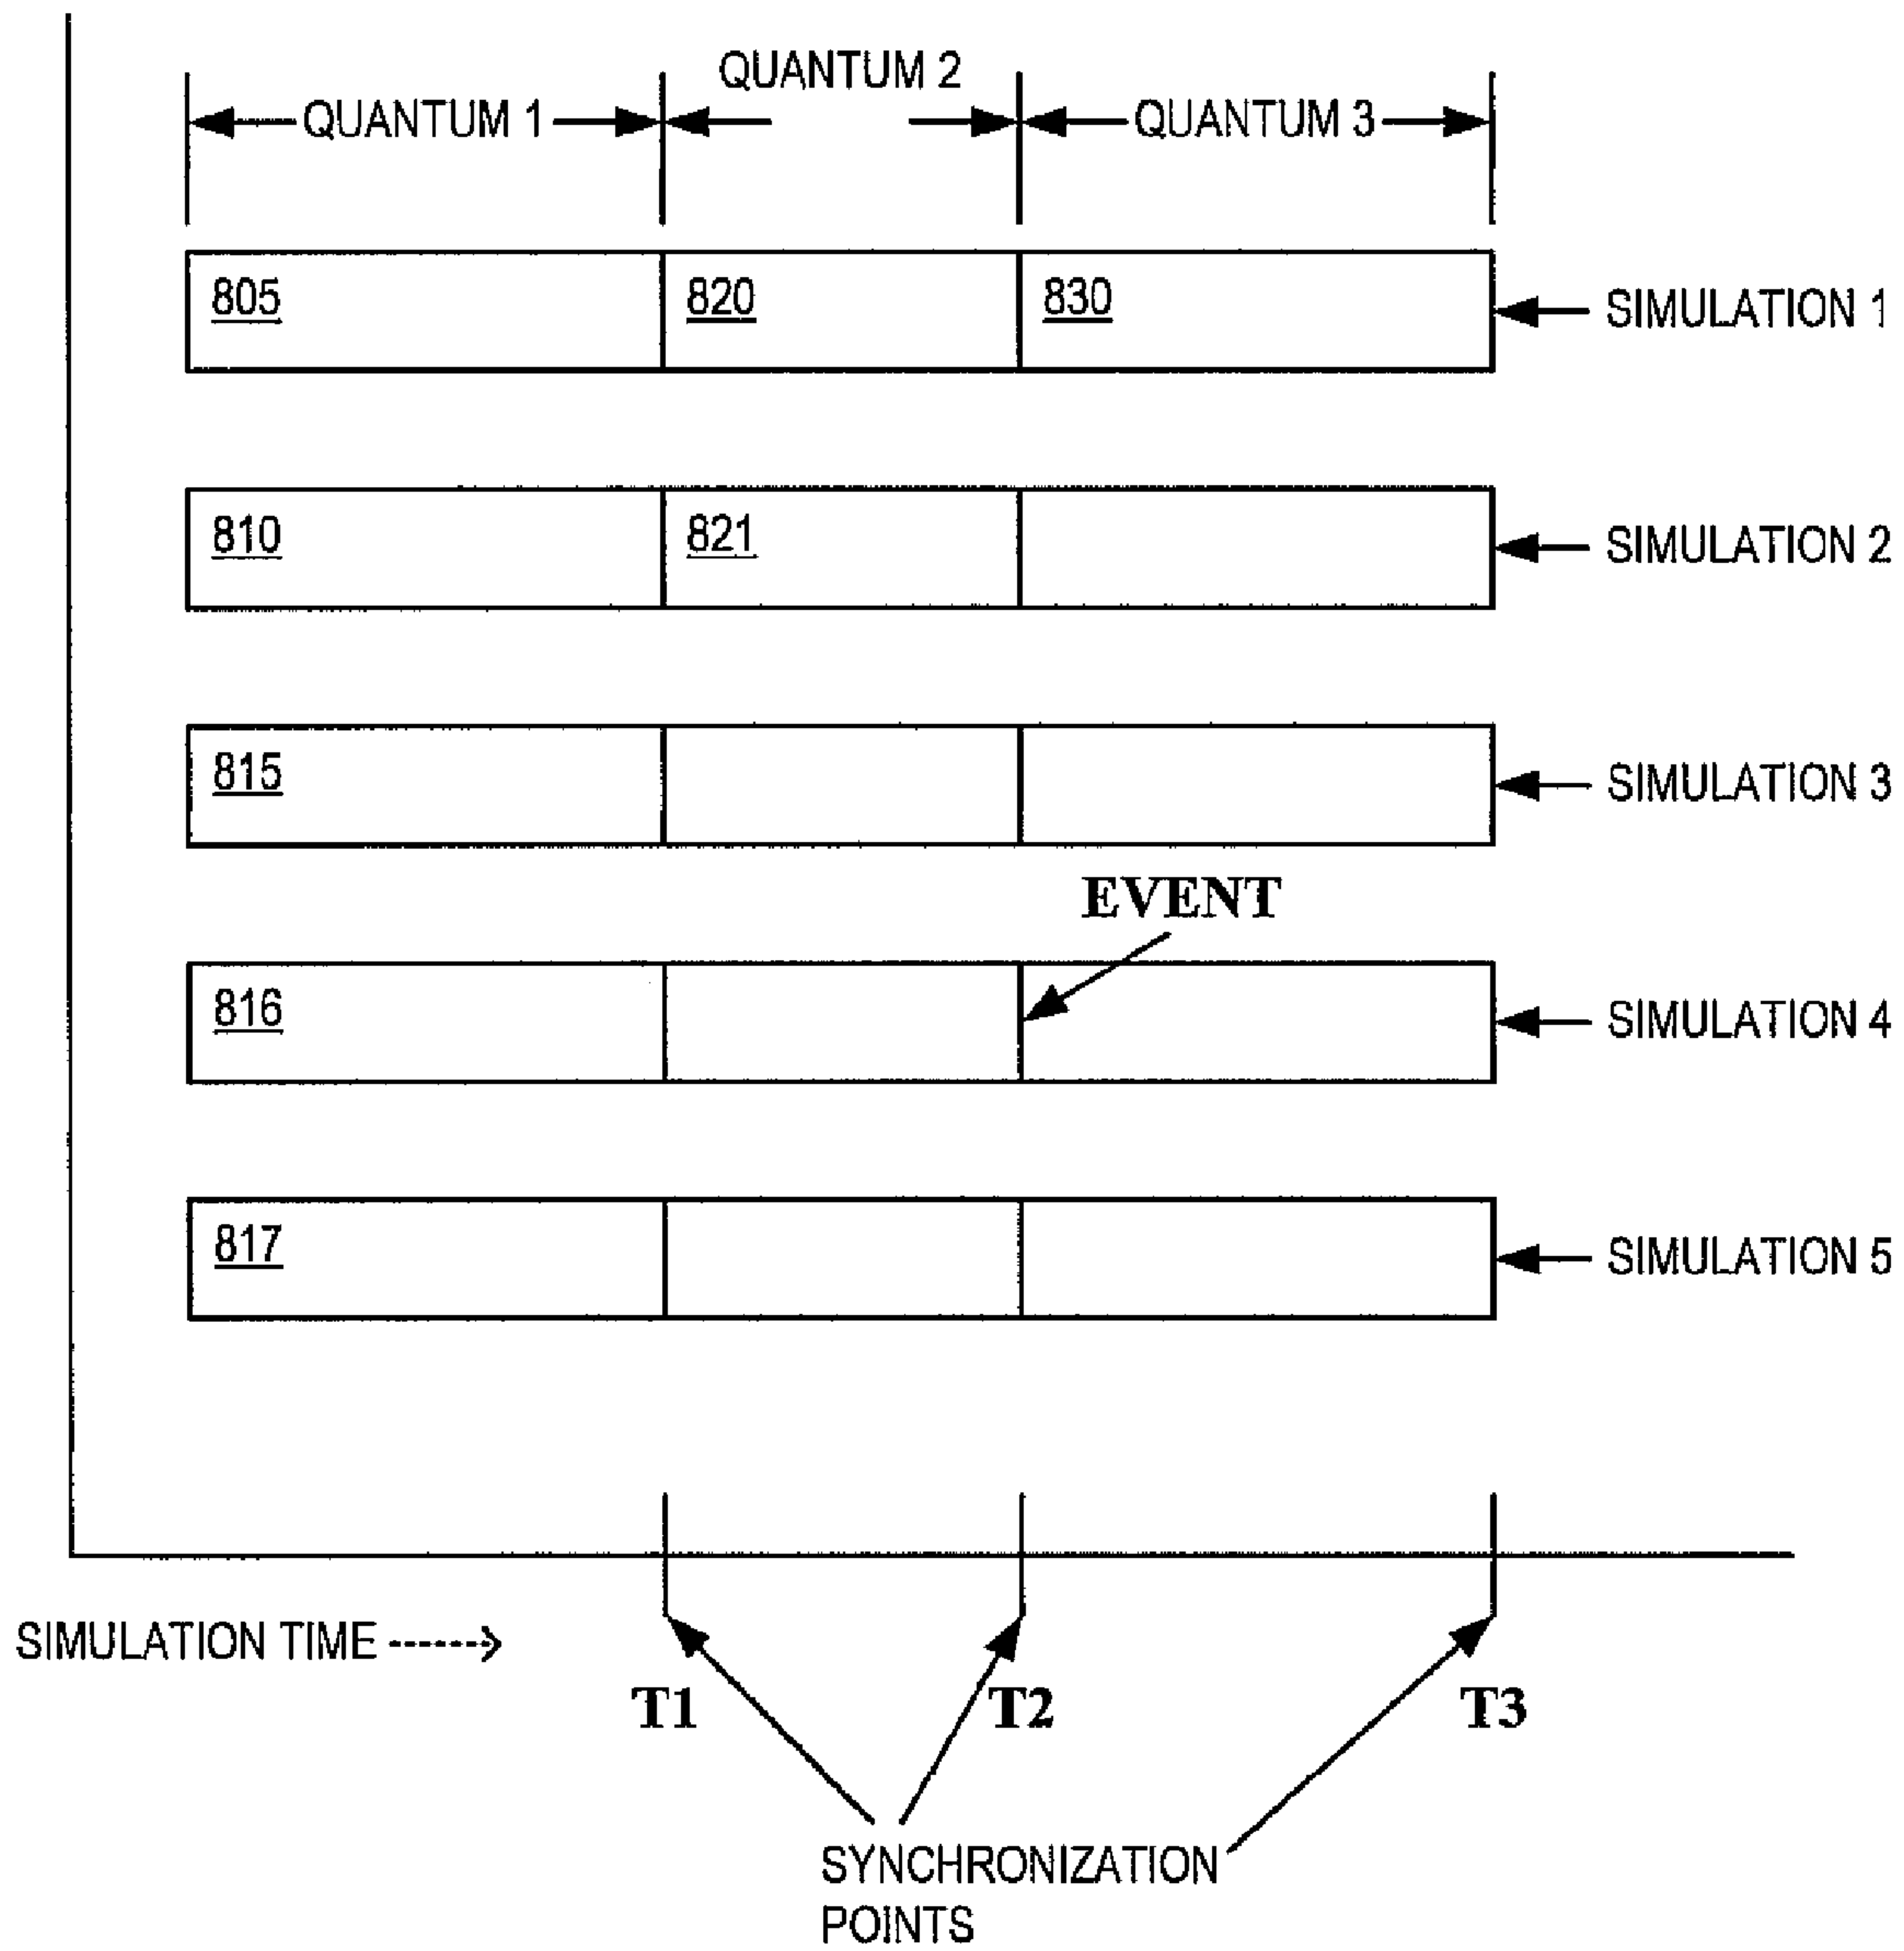 QUANTUM 2
QUANTUM 1
QUANTUM 3
805
820
830
SIMULATION 1
810
821
SIMULATION 2
815
SIMULATION 3
EVENT
816
SIMULATION 4
817
SIMULATION 5
SIMULATION TIME
T1
T2
T3
SYNCHRONIZATION
POINTS